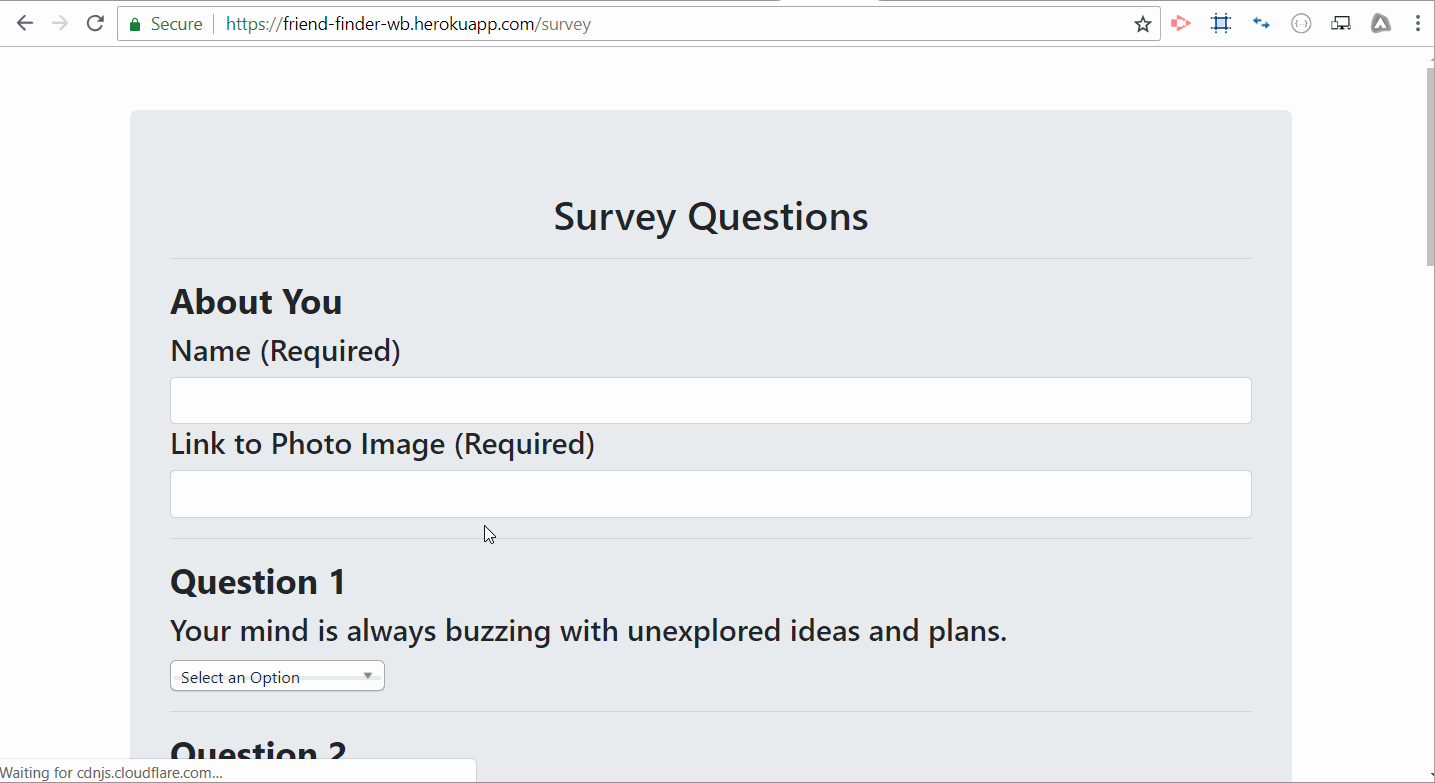 Secure https://friend-finder-wb.herokuapp.com/survey
Survey Questions
About You
Name (Required)
Link to Photo Image (Required)
Question 1
Your mind is always buzzing with unexplored ideas and plans.
Select an Option
Question 2
Waiting for cdnjs.cloudflare.com...